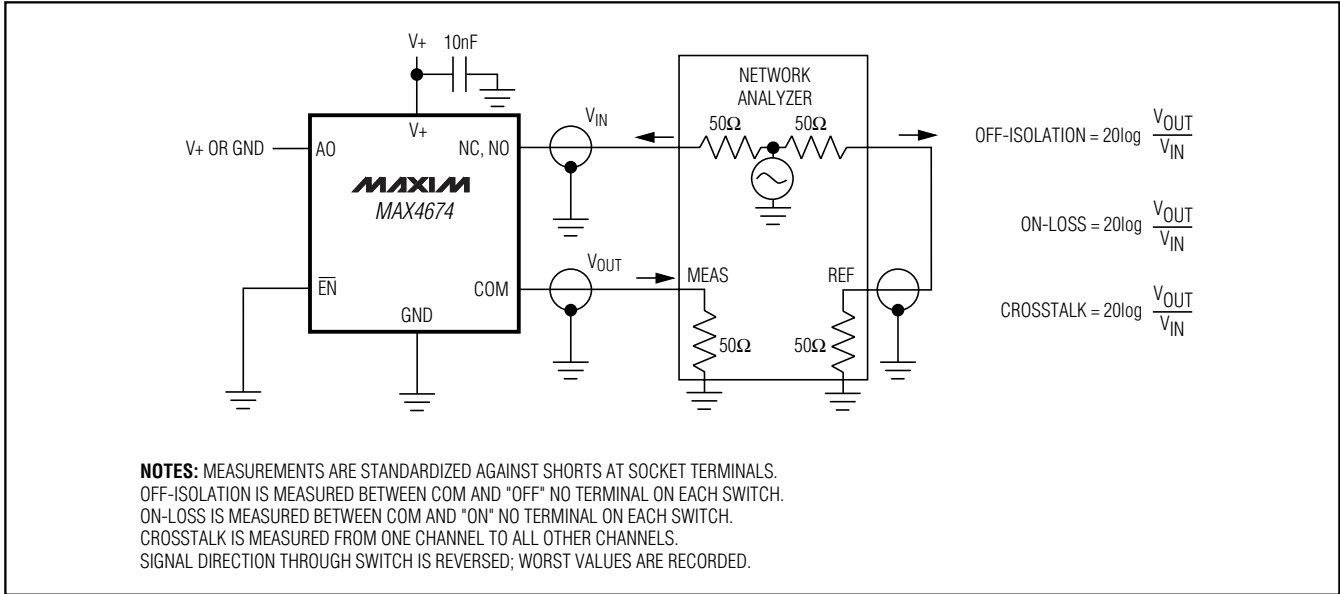 V+ 10nF
V+
V+ OR GND
A0
NC, NO
MAXIM
MAX4674
EN
COM
GND
VIN
VOUT
NETWORK
ANALYZER
50Ω 50Ω
MEAS REF
50Ω 50Ω
OFF-ISOLATION = 20log VOUT
VIN
ON-LOSS = 20log VOUT
VIN
CROSSTALK = 20log VOUT
VIN
NOTES: MEASUREMENTS ARE STANDARDIZED AGAINST SHORTS AT SOCKET TERMINALS.
OFF-ISOLATION IS MEASURED BETWEEN COM AND "OFF" NO TERMINAL ON EACH SWITCH.
ON-LOSS IS MEASURED BETWEEN COM AND "ON" NO TERMINAL ON EACH SWITCH.
CROSSTALK IS MEASURED FROM ONE CHANNEL TO ALL OTHER CHANNELS.
SIGNAL DIRECTION THROUGH SWITCH IS REVERSED; WORST VALUES ARE RECORDED.